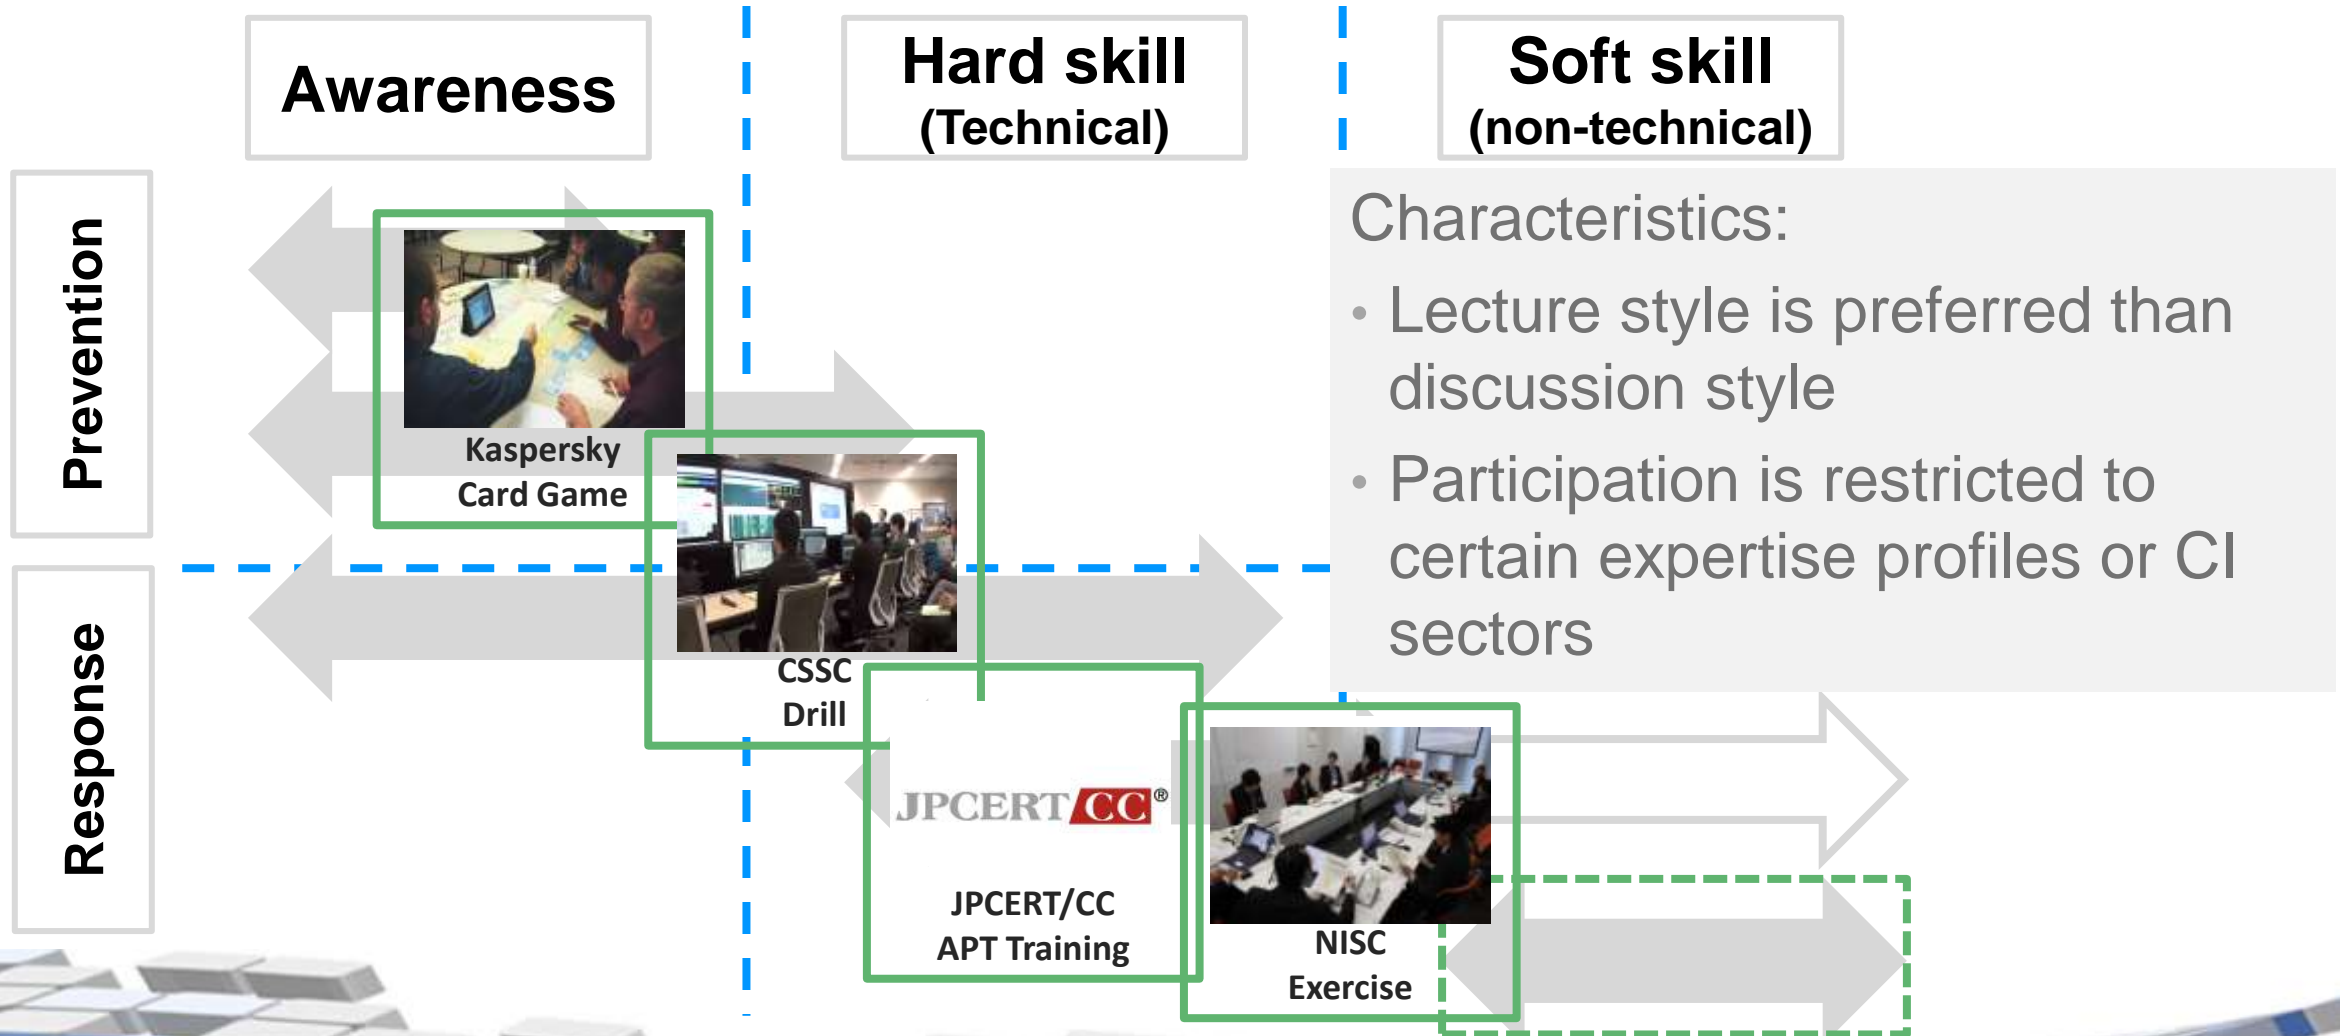 Awareness
Hard skill
(Technical)
Soft skill
(non-technical)
Prevention
Response
Kaspersky
Card Game
CSSC
Drill
JPCERT CC®
JPCERT/CC
APT Training
NISC
Exercise
Characteristics:
• Lecture style is preferred than
discussion style
• Participation is restricted to
certain expertise profiles or CI
sectors